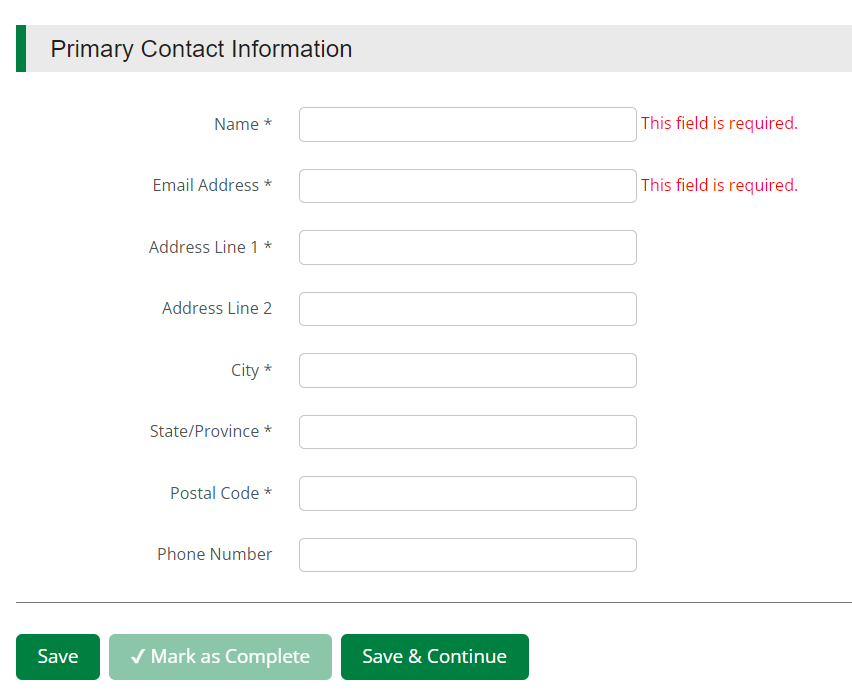 Primary Contact Information
Name * This field is required.
Email Address * This field is required.
Address Line 1 *
Address Line 2
City *
State/Province *
Postal Code *
Phone Number
Save ✓ Mark as Complete Save & Continue